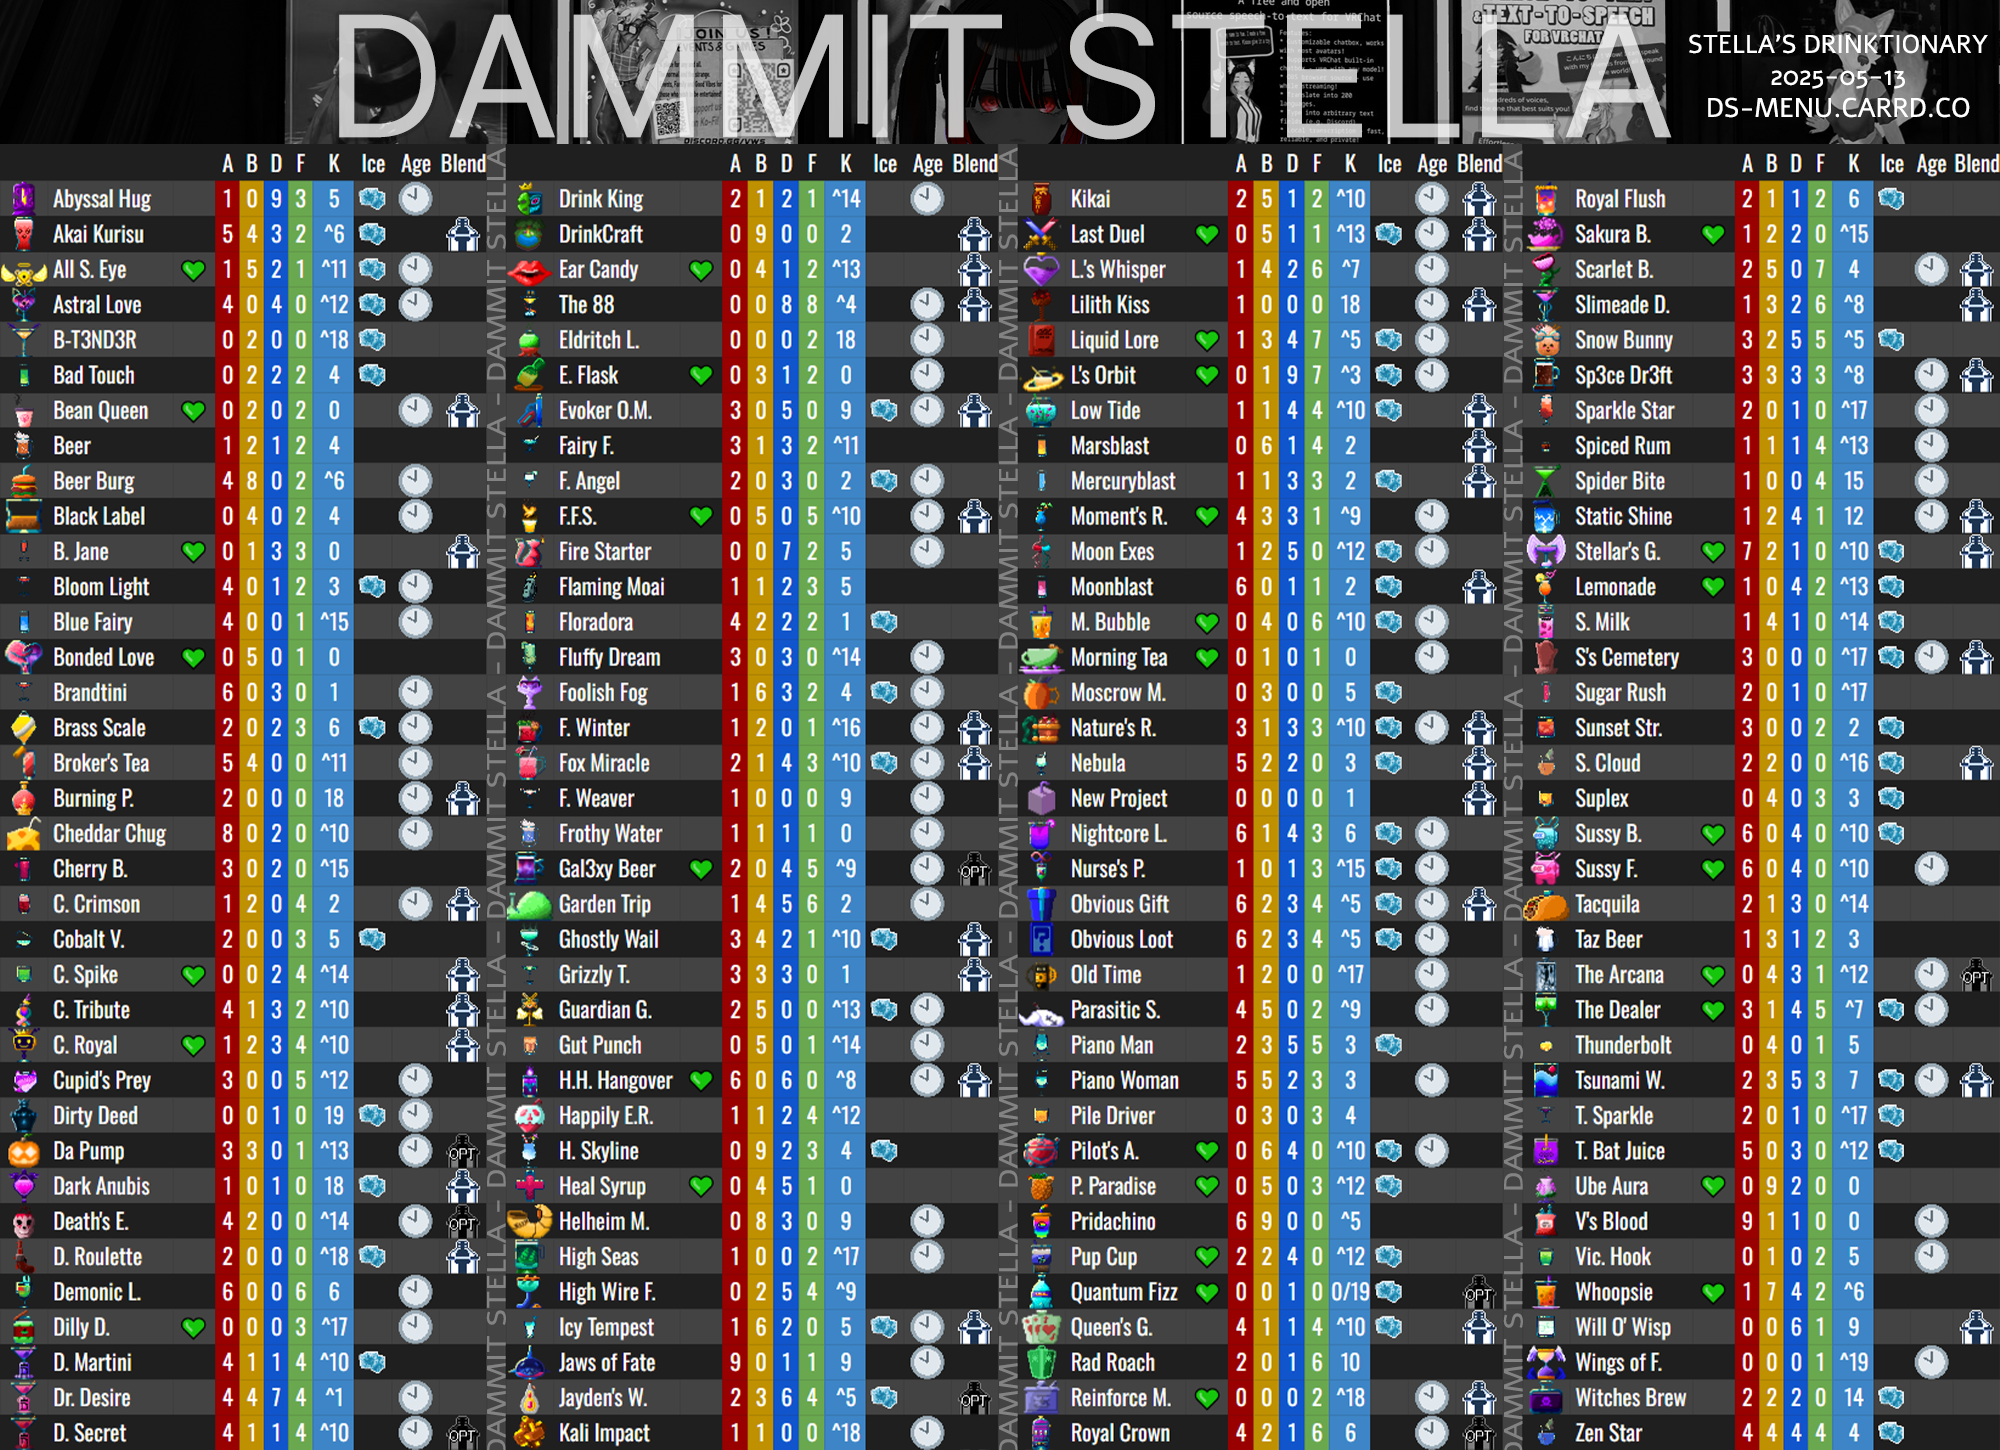 DAMMIT STELLA
STELLA'S DRINKTIONARY
2025-05-13
DS-MENU.CARRD.CO
JOIN US!
EVENTS & GAMES
A free and open
source speech-to-text for VRChat
&TEXT-TO-SPEECH
FOR VRCHAT
A B D F K Ice Age Blend
Abyssal Hug 1 0 9 3 5
Akai Kurisu 5 4 3 2 ^6
All S. Eye 1 5 2 1 ^11
Astral Love 4 0 4 0 ^12
B-T3ND3R 0 2 0 0 ^18
Bad Touch 0 2 2 2 4
Bean Queen 0 2 0 2 0
Beer 1 2 1 2 4
Beer Burg 4 8 0 2 ^6
Black Label 0 4 0 2 4
B. Jane 0 1 3 3 0
Bloom Light 4 0 1 2 3
Blue Fairy 4 0 0 1 ^15
Bonded Love 0 5 0 1 0
Brandtini 6 0 3 0 1
Brass Scale 2 0 2 3 6
Broker's Tea 5 4 0 0 ^11
Burning P. 2 0 0 0 18
Cheddar Chug 8 0 2 0 ^10
Cherry B. 3 0 2 0 ^15
C. Crimson 1 2 0 4 2
Cobalt V. 2 0 0 3 5
C. Spike 0 0 2 4 ^14
C. Tribute 4 1 3 2 ^10
C. Royal 1 2 3 4 ^10
Cupid's Prey 3 0 0 5 ^12
Dirty Deed 0 0 1 0 19
Da Pump 3 3 0 1 ^13 OPT
Dark Anubis 1 0 1 0 18
Death's E. 4 2 0 0 ^14 OPT
D. Roulette 2 0 0 0 ^18
Demonic L. 6 0 0 6 6
Dilly D. 0 0 0 3 ^17
D. Martini 4 1 1 4 ^10
Dr. Desire 4 4 7 4 ^1
D. Secret 4 1 1 4 ^10 OPT
DAMMIT STELLA - DAMMIT STELLA - DAMMIT STELLA - DAMMIT STELLA - DAMMIT STELLA
A B D F K Ice Age Blend
Drink King 2 1 2 1 ^14
DrinkCraft 0 9 0 0 2
Ear Candy 0 4 1 2 ^13
The 88 0 0 8 8 ^4
Eldritch L. 0 0 0 2 18
E. Flask 0 3 1 2 0
Evoker O.M. 3 0 5 0 9
Fairy F. 3 1 3 2 ^11
F. Angel 2 0 3 0 2
F.F.S. 0 5 0 5 ^10
Fire Starter 0 0 7 2 5
Flaming Moai 1 1 2 3 5
Floradora 4 2 2 2 1
Fluffy Dream 3 0 3 0 ^14
Foolish Fog 1 6 3 2 4
F. Winter 1 2 0 1 ^16
Fox Miracle 2 1 4 3 ^10
F. Weaver 1 0 0 0 9
Frothy Water 1 1 1 1 0
Gal3xy Beer 2 0 4 5 ^9 OPT
Garden Trip 1 4 5 6 2
Ghostly Wail 3 4 2 1 ^10
Grizzly T. 3 3 3 0 1
Guardian G. 2 5 0 0 ^13
Gut Punch 0 5 0 1 ^14
H.H. Hangover 6 0 6 0 ^8
Happily E.R. 1 1 2 4 ^12
H. Skyline 0 9 2 3 4
Heal Syrup 0 4 5 1 0
Helheim M. 0 8 3 0 9
High Seas 1 0 0 2 ^17
High Wire F. 0 2 5 4 ^9
Icy Tempest 1 6 2 0 5
Jaws of Fate 9 0 1 1 9
Jayden's W. 2 3 6 4 ^5 OPT
Kali Impact 1 1 0 0 ^18
DAMMIT STELLA - DAMMIT STELLA - DAMMIT STELLA - DAMMIT STELLA - DAMMIT STELLA
A B D F K Ice Age Blend
Kikai 2 5 1 2 ^10
Last Duel 0 5 1 1 ^13
L.'s Whisper 1 4 2 6 ^7
Lilith Kiss 1 0 0 0 18
Liquid Lore 1 3 4 7 ^5
L's Orbit 0 1 9 7 ^3
Low Tide 1 1 4 4 ^10
Marsblast 0 6 1 4 2
Mercuryblast 1 1 3 3 2
Moment's R. 4 3 3 1 ^9
Moon Exes 1 2 5 0 ^12
Moonblast 6 0 1 1 2
M. Bubble 0 4 0 6 ^10
Morning Tea 0 1 0 1 0
Moscrow M. 0 3 0 0 5
Nature's R. 3 1 3 3 ^10
Nebula 5 2 2 0 3
New Project 0 0 0 0 1
Nightcore L. 6 1 4 3 6
Nurse's P. 1 0 1 3 ^15
Obvious Gift 6 2 3 4 ^5
Obvious Loot 6 2 3 4 ^5
Old Time 1 2 0 0 ^17
Parasitic S. 4 5 0 2 ^9
Piano Man 2 3 5 5 3
Piano Woman 5 5 2 3 3
Pile Driver 0 3 0 3 4
Pilot's A. 0 6 4 0 ^10
P. Paradise 0 5 0 3 ^12
Pridachino 6 9 0 0 ^5
Pup Cup 2 2 4 0 ^12
Quantum Fizz 0 0 1 0 0/19 OPT
Queen's G. 4 1 1 4 ^10
Rad Roach 2 0 1 6 10
Reinforce M. 0 0 0 2 ^18
Royal Crown 4 2 1 6 6 OPT
DAMMIT STELLA - DAMMIT STELLA - DAMMIT STELLA - DAMMIT STELLA - DAMMIT STELLA
A B D F K Ice Age Blend
Royal Flush 2 1 1 2 6
Sakura B. 1 2 2 0 ^15
Scarlet B. 2 5 0 7 4
Slimeade D. 1 3 2 6 ^8
Snow Bunny 3 2 5 5 ^5
Sp3ce Dr3ft 3 3 3 3 ^8
Sparkle Star 2 0 1 0 ^17
Spiced Rum 1 1 1 4 ^13
Spider Bite 1 0 0 4 15
Static Shine 1 2 4 1 12
Stellar's G. 7 2 1 0 ^10
Lemonade 1 0 4 2 ^13
S. Milk 1 4 1 0 ^14
S's Cemetery 3 0 0 0 ^17
Sugar Rush 2 0 1 0 ^17
Sunset Str. 3 0 0 2 2
S. Cloud 2 2 0 0 ^16
Suplex 0 4 0 3 3
Sussy B. 6 0 4 0 ^10
Sussy F. 6 0 4 0 ^10
Tacquila 2 1 3 0 ^14
Taz Beer 1 3 1 2 3
The Arcana 0 4 3 1 ^12 OPT
The Dealer 3 1 4 5 ^7
Thunderbolt 0 4 0 1 5
Tsunami W. 2 3 5 3 7
T. Sparkle 2 0 1 0 ^17
T. Bat Juice 5 0 3 0 ^12
Ube Aura 0 9 2 0 0
V's Blood 9 1 1 0 0
Vic. Hook 0 1 0 2 5
Whoopsie 1 7 4 2 ^6
Will O' Wisp 0 0 6 1 9
Wings of F. 0 0 0 1 ^19
Witches Brew 2 2 2 0 14
Zen Star 4 4 4 4 4